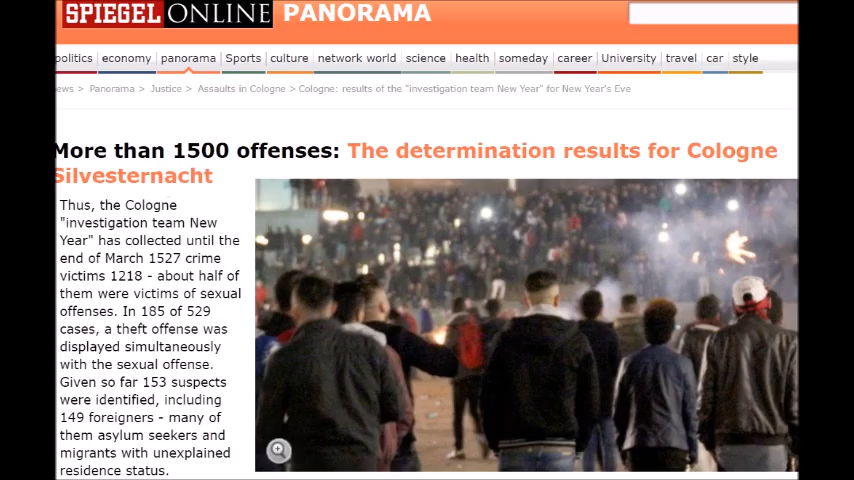 SPIEGEL ONLINE PANORAMA
politics economy panorama Sports culture network world science health someday career University travel car style
ews > Panorama > Justice > Assaults in Cologne > Cologne: results of the "investigation team New Year" for New Year's Eve
More than 1500 offenses: The determination results for Cologne
Silvesternacht
Thus, the Cologne
"investigation team New
Year" has collected until the
end of March 1527 crime
victims 1218 - about half of
them were victims of sexual
offenses. In 185 of 529
cases, a theft offense was
displayed simultaneously
with the sexual offense.
Given so far 153 suspects
were identified, including
149 foreigners - many of
them asylum seekers and
migrants with unexplained
residence status.